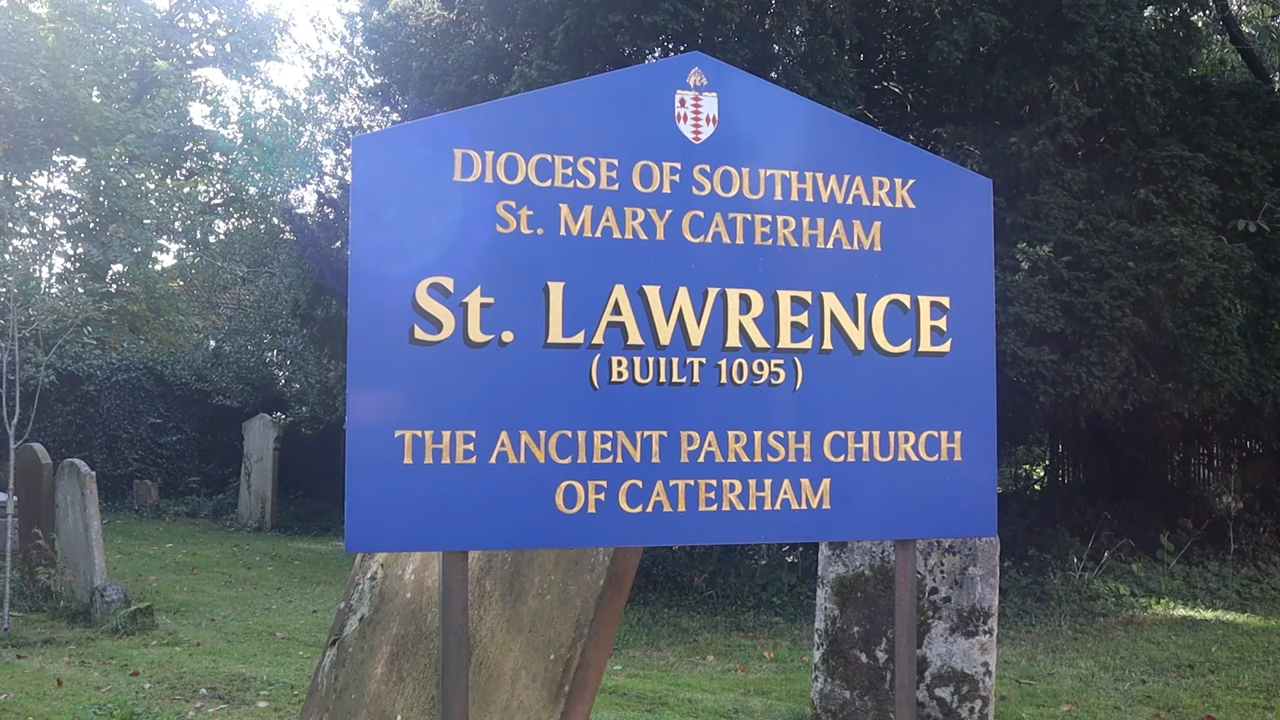 DIOCESE OF SOUTHWARK
St. MARY CATERHAM
St. LAWRENCE
( BUILT 1095 )
THE ANCIENT PARISH CHURCH
OF CATERHAM